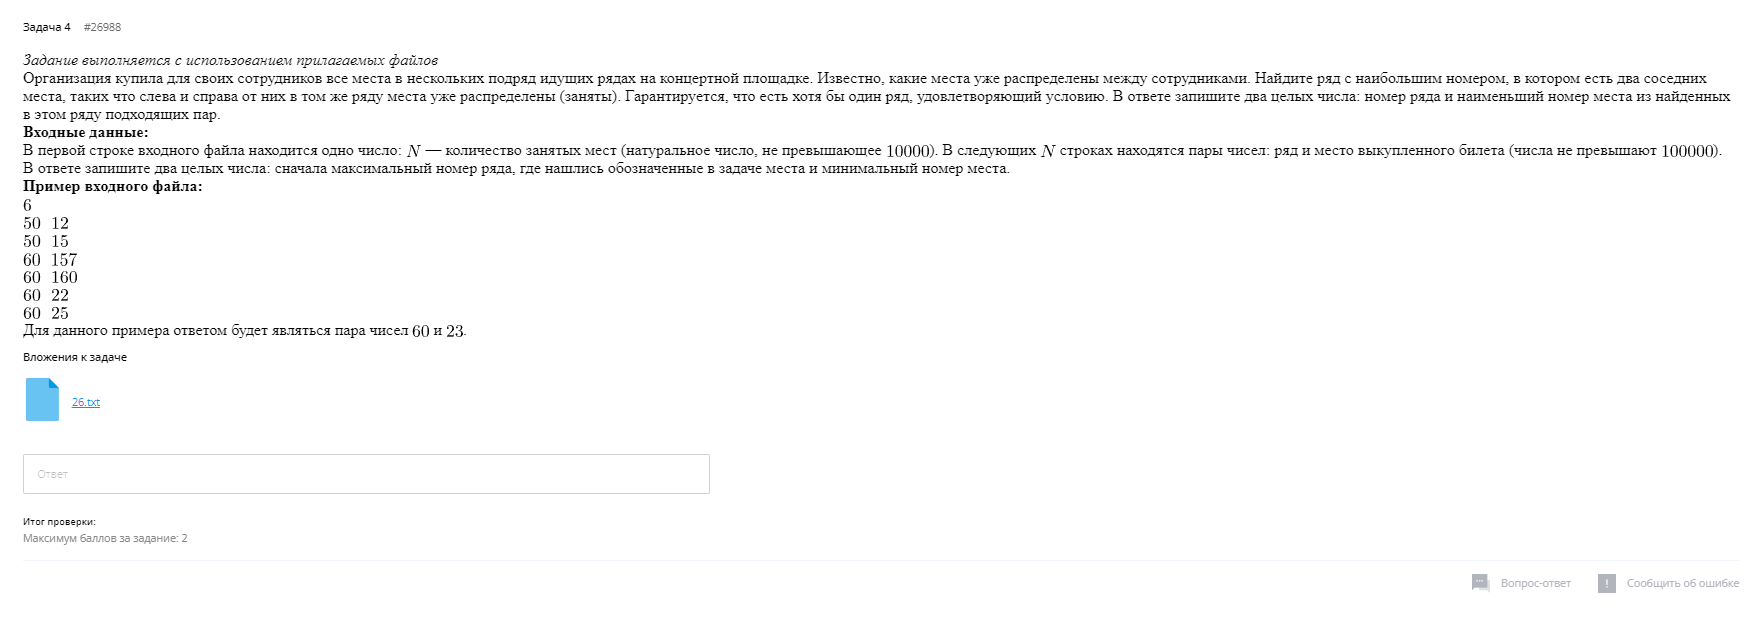 Задача 4 #26988
Задание выполняется с использованием прилагаемых файлов
Организация купила для своих сотрудников все места в нескольких подряд идущих рядах на концертной площадке. Известно, какие места уже распределены между сотрудниками. Найдите ряд с наибольшим номером, в котором есть два соседних
места, таких что слева и справа от них в том же ряду места уже распределены (заняты). Гарантируется, что есть хотя бы один ряд, удовлетворяющий условию. В ответе запишите два целых числа: номер ряда и наименьший номер места из найденных
в этом ряду подходящих пар.
Входные данные:
В первой строке входного файла находится одно число: N — количество занятых мест (натуральное число, не превышающее 10000). В следующих N строках находятся пары чисел: ряд и место выкупленного билета (числа не превышают 100000).
В ответе запишите два целых числа: сначала максимальный номер ряда, где нашлись обозначенные в задаче места и минимальный номер места.
Пример входного файла:
6
50 12
50 15
60 157
60 160
60 22
60 25
Для данного примера ответом будет являться пара чисел 60 и 23.
Вложения к задаче
26.txt
Ответ
Итог проверки:
Максимум баллов за задание: 2
Вопрос-ответ
! Сообщить об ошибке